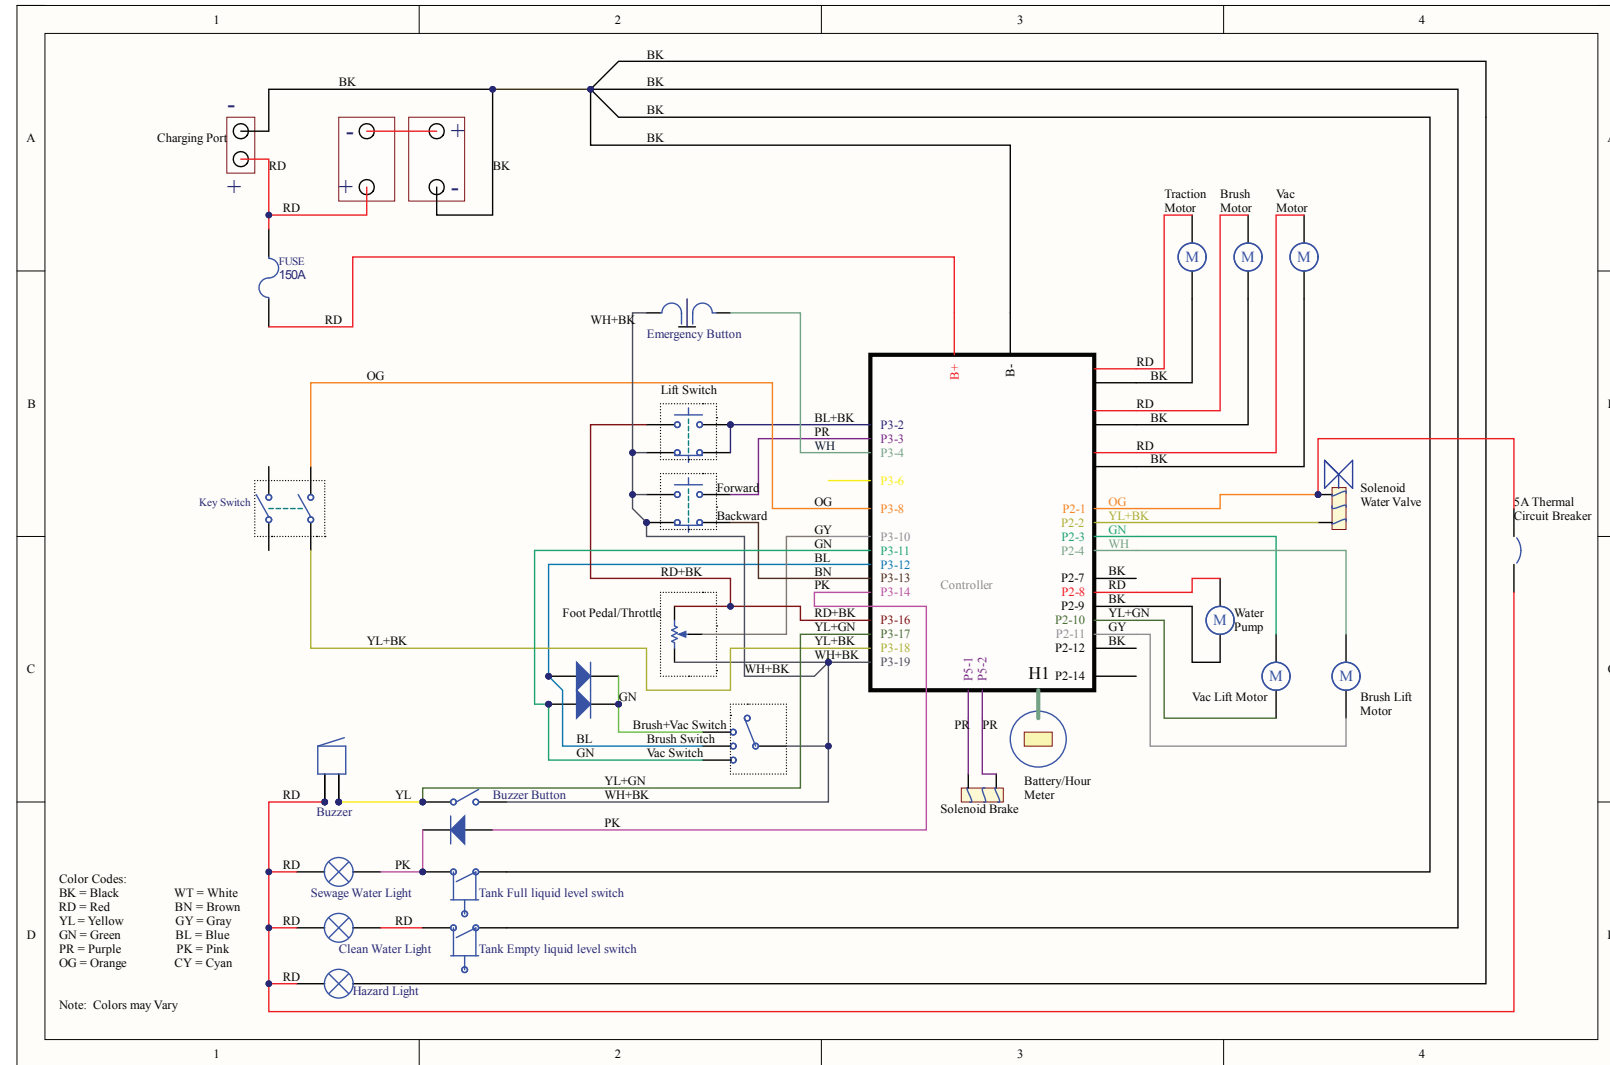 1 2 3 4
A
B
C
D
BK
BK
BK
BK
BK
-
Charging Port
+
RD
RD
- +
+ -
BK
FUSE
150A
RD
Traction
Motor
Brush
Motor
Vac
Motor
M M M
WH+BK
Emergency Button
B+
B-
OG
Lift Switch
Key Switch
Forward
Backward
BL+BK P3-2
PR P3-3
WH P3-4
P3-6
OG P3-8
GY P3-10
GN P3-11
BL P3-12
BN P3-13
PK P3-14
RD+BK P3-16
YL+GN P3-17
YL+BK P3-18
WH+BK P3-19
RD+BK
Foot Pedal/Throttle
WH+BK
YL+BK
Controller
RD
BK
RD
BK
RD
BK
P2-1 OG
P2-2 YL+BK
P2-3 GN
P2-4 WH
P2-7 BK
P2-8 RD
P2-9 BK
P2-10 YL+GN
P2-11 GY
P2-12 BK
P2-14
P5-1
P5-2
H1
Solenoid
Water Valve
5A Thermal
Circuit Breaker
M
Water
Pump
M
Vac Lift Motor
M
Brush Lift
Motor
PR PR
Battery/Hour
Meter
Solenoid Brake
GN
Brush+Vac Switch
BL Brush Switch
GN Vac Switch
YL+GN
WH+BK
RD
YL
Buzzer
Buzzer Button
PK
RD
PK
Sewage Water Light
Tank Full liquid level switch
RD
RD
Clean Water Light
Tank Empty liquid level switch
RD
Hazard Light
Color Codes:
BK = Black WT = White
RD = Red BN = Brown
YL = Yellow GY = Gray
GN = Green BL = Blue
PR = Purple PK = Pink
OG = Orange CY = Cyan
Note: Colors may Vary
1 2 3 4